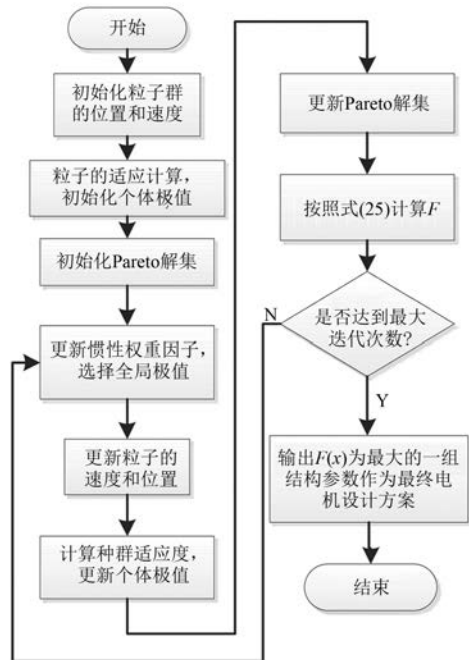 开始
初始化粒子群
的位置和速度
粒子的适应计算，
初始化个体极值
初始化Pareto解集
更新惯性权重因子，
选择全局极值
更新粒子的
速度和位置
计算种群适应度，
更新个体极值
更新Pareto解集
按照式(25)计算F
是否达到最大
迭代次数?
N
Y
输出F(x)为最大的一组
结构参数作为最终电
机设计方案
结束